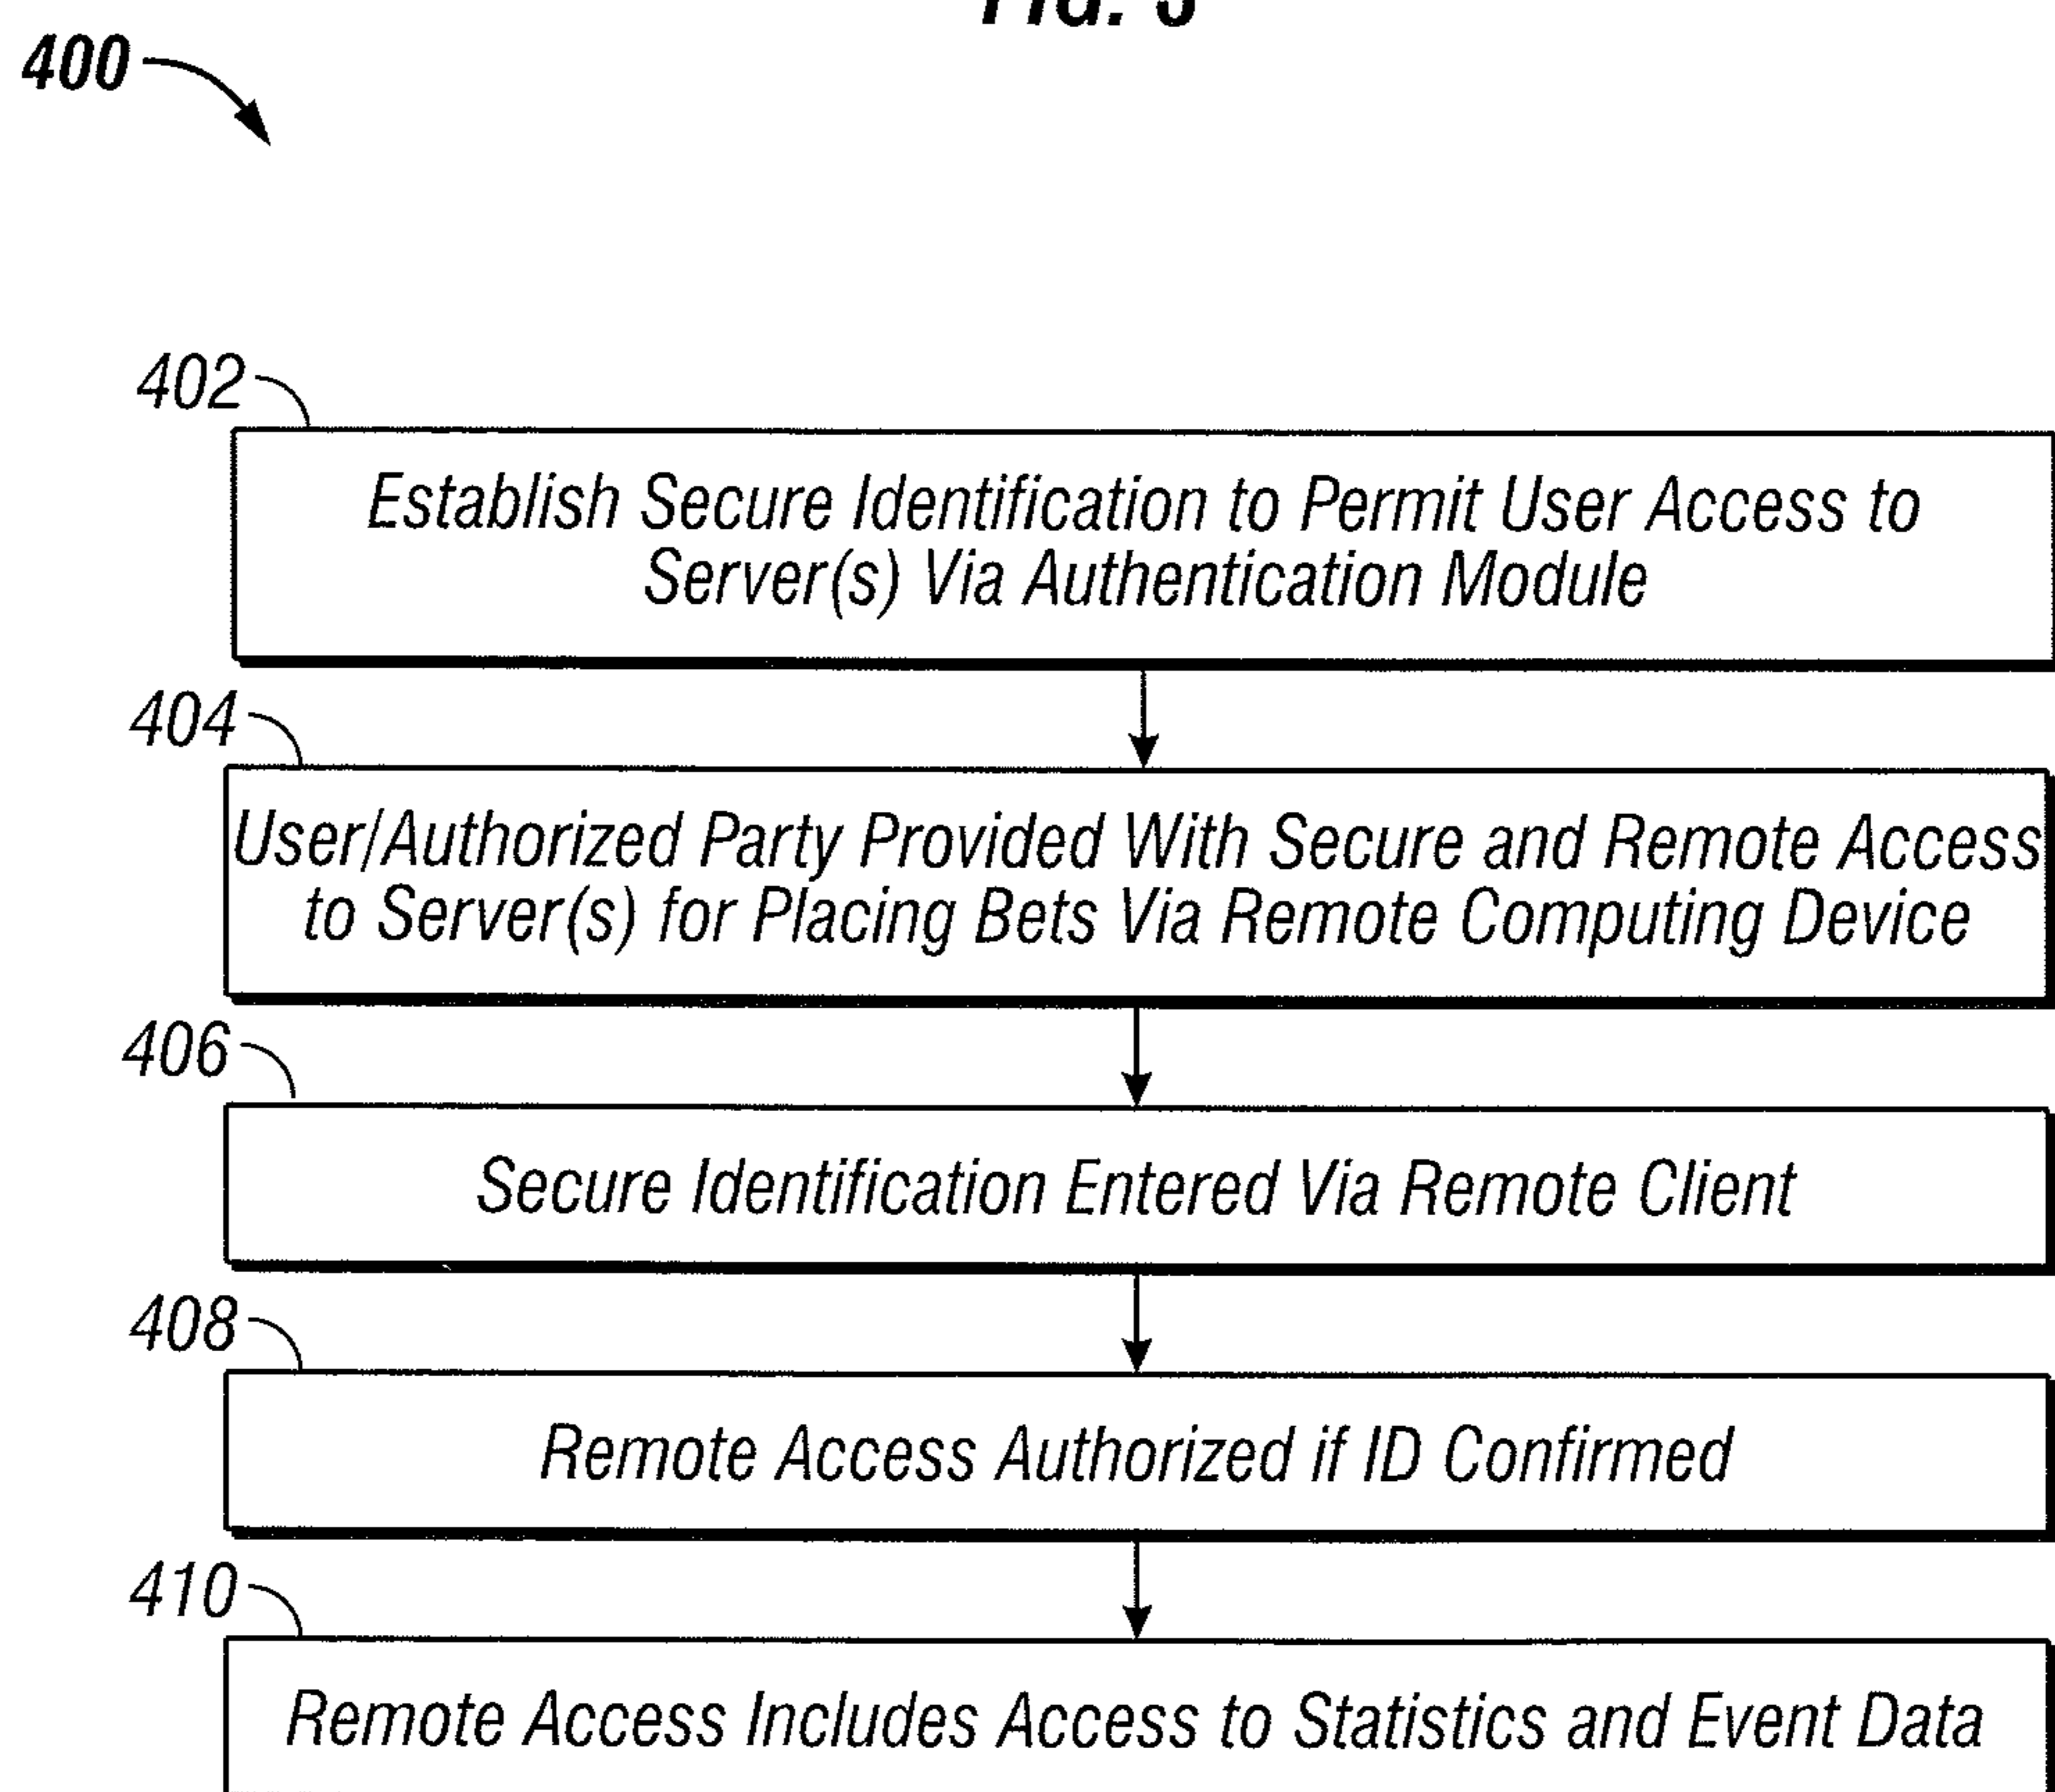 400
402
Establish Secure Identification to Permit User Access to
Server(s) Via Authentication Module
404
User/Authorized Party Provided With Secure and Remote Access
to Server(s) for Placing Bets Via Remote Computing Device
406
Secure Identification Entered Via Remote Client
408
Remote Access Authorized if ID Confirmed
410
Remote Access Includes Access to Statistics and Event Data